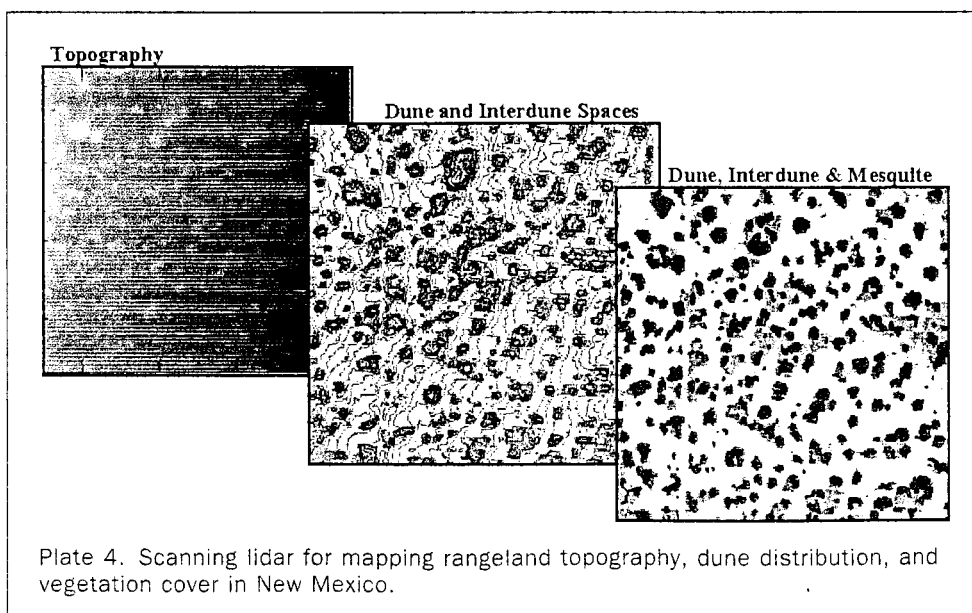 Topography
Dune and Interdune Spaces
Dune, Interdune & Mesquite
Plate 4. Scanning lidar for mapping rangeland topography, dune distribution, and
vegetation cover in New Mexico.